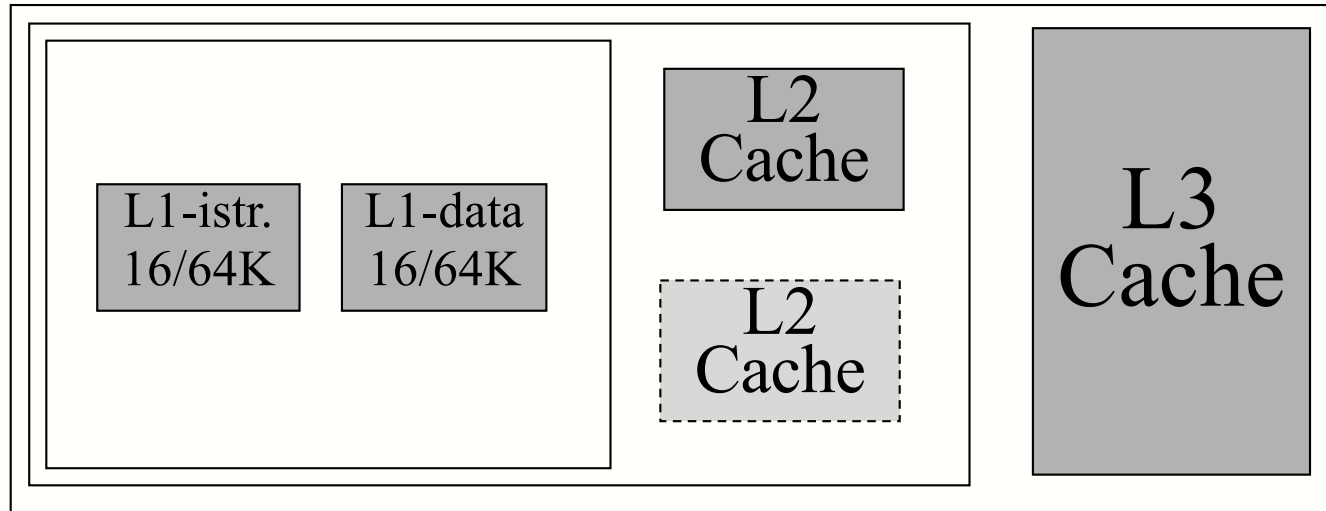 L1-istr.
16/64K
L1-data
16/64K
L2
Cache
L2
Cache
L3
Cache